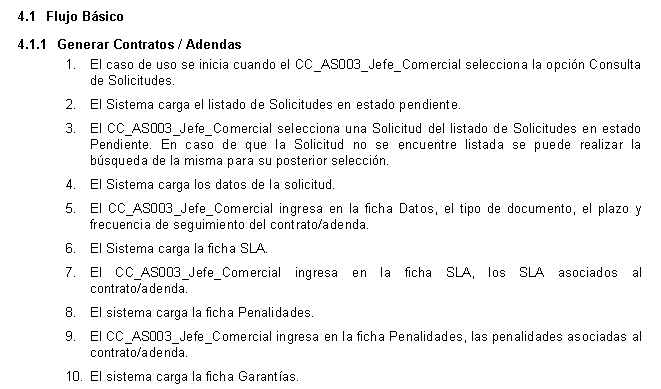 4.1 Flujo Básico
4.1.1 Generar Contratos / Adendas
1. El caso de uso se inicia cuando el CC_AS003_Jefe_Comercial selecciona la opción Consulta
de Solicitudes.
2. El Sistema carga el listado de Solicitudes en estado pendiente.
3. El CC_AS003_Jefe_Comercial selecciona una Solicitud del listado de Solicitudes en estado
Pendiente. En caso de que la Solicitud no se encuentre listada se puede realizar la
búsqueda de la misma para su posterior selección.
4. El Sistema carga los datos de la solicitud.
5. El CC_AS003_Jefe_Comercial ingresa en la ficha Datos, el tipo de documento, el plazo y
frecuencia de seguimiento del contrato/adenda.
6. El Sistema carga la ficha SLA.
7. El CC_AS003_Jefe_Comercial ingresa en la ficha SLA, los SLA asociados al
contrato/adenda.
8. El sistema carga la ficha Penalidades.
9. El CC_AS003_Jefe_Comercial ingresa en la ficha Penalidades, las penalidades asociadas al
contrato/adenda.
10. El sistema carga la ficha Garantías.